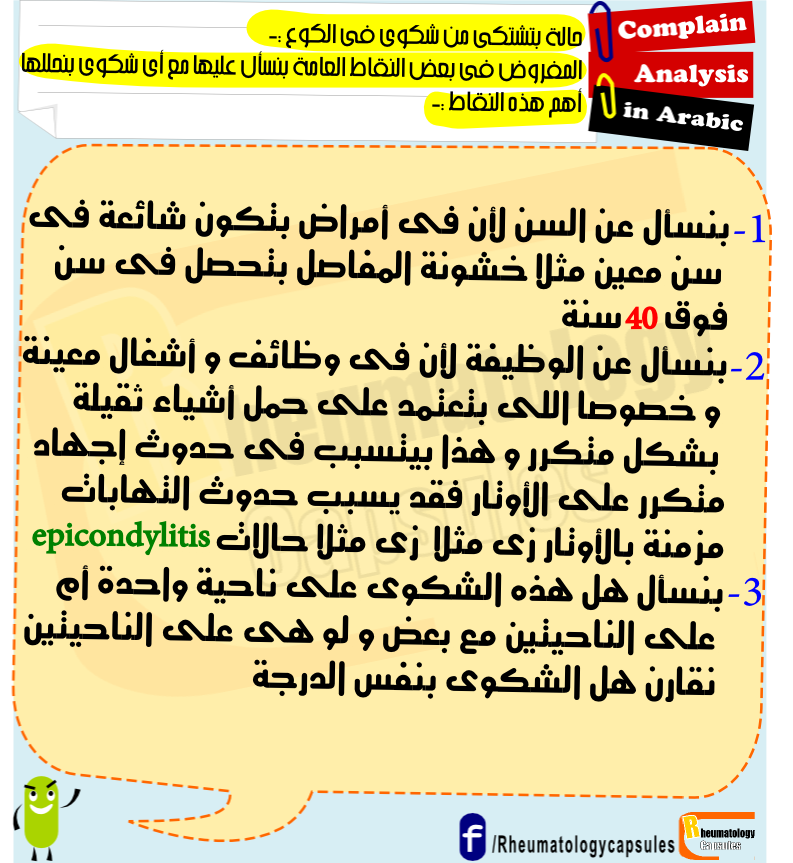 Complain
Analysis
in Arabic
حالة بتشتكى من شكوى فى الكوع :-
المفروض فى بعض النقاط العامة بنسأل عليها مع أى شكوى بنحللها
أهم هذه النقاط :-
1- بنسأل عن السن لأن فى أمراض بتكون شائعة فى
سن معين مثلا خشونة المفاصل بتحصل فى سن
فوق 40 سنة
2- بنسأل عن الوظيفة لأن فى وظائف و أشغال معينة
و خصوصا اللى بتعتمد على حمل أشياء ثقيلة
بشكل متكرر و هذا بيتسبب فى حدوث إجهاد
متكرر على الأوتار فقد يسبب حدوث التهابات
مزمنة بالأوتار زى مثلا زى مثلا حالات epicondylitis
3- بنسأل هل هذه الشكوى على ناحية واحدة أم
على الناحيتين مع بعض و لو هى على الناحيتين
نقارن هل الشكوى بنفس الدرجة
Rheumatology
Capsules
f /Rheumatologycapsules
Rheumatology
Capsules